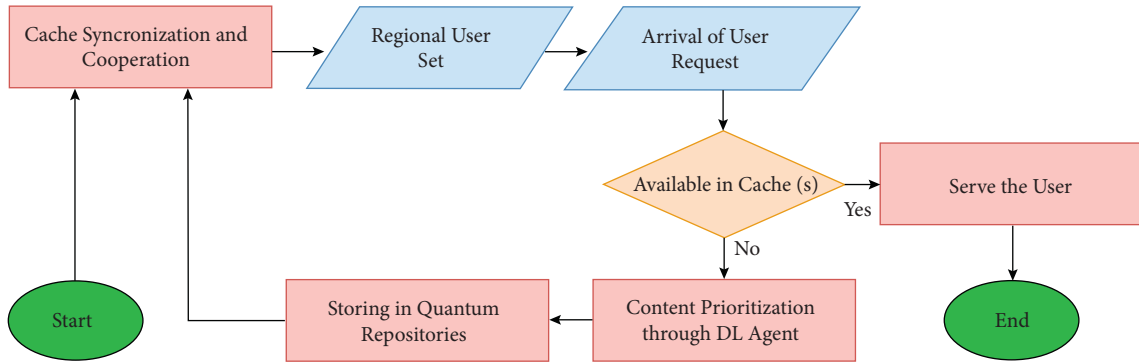 Cache Syncronization and
Cooperation
Regional User
Set
Arrival of User
Request
Available in Cache (s)
Yes
Serve the User
No
Start
Storing in Quantum
Repositories
Content Prioritization
through DL Agent
End